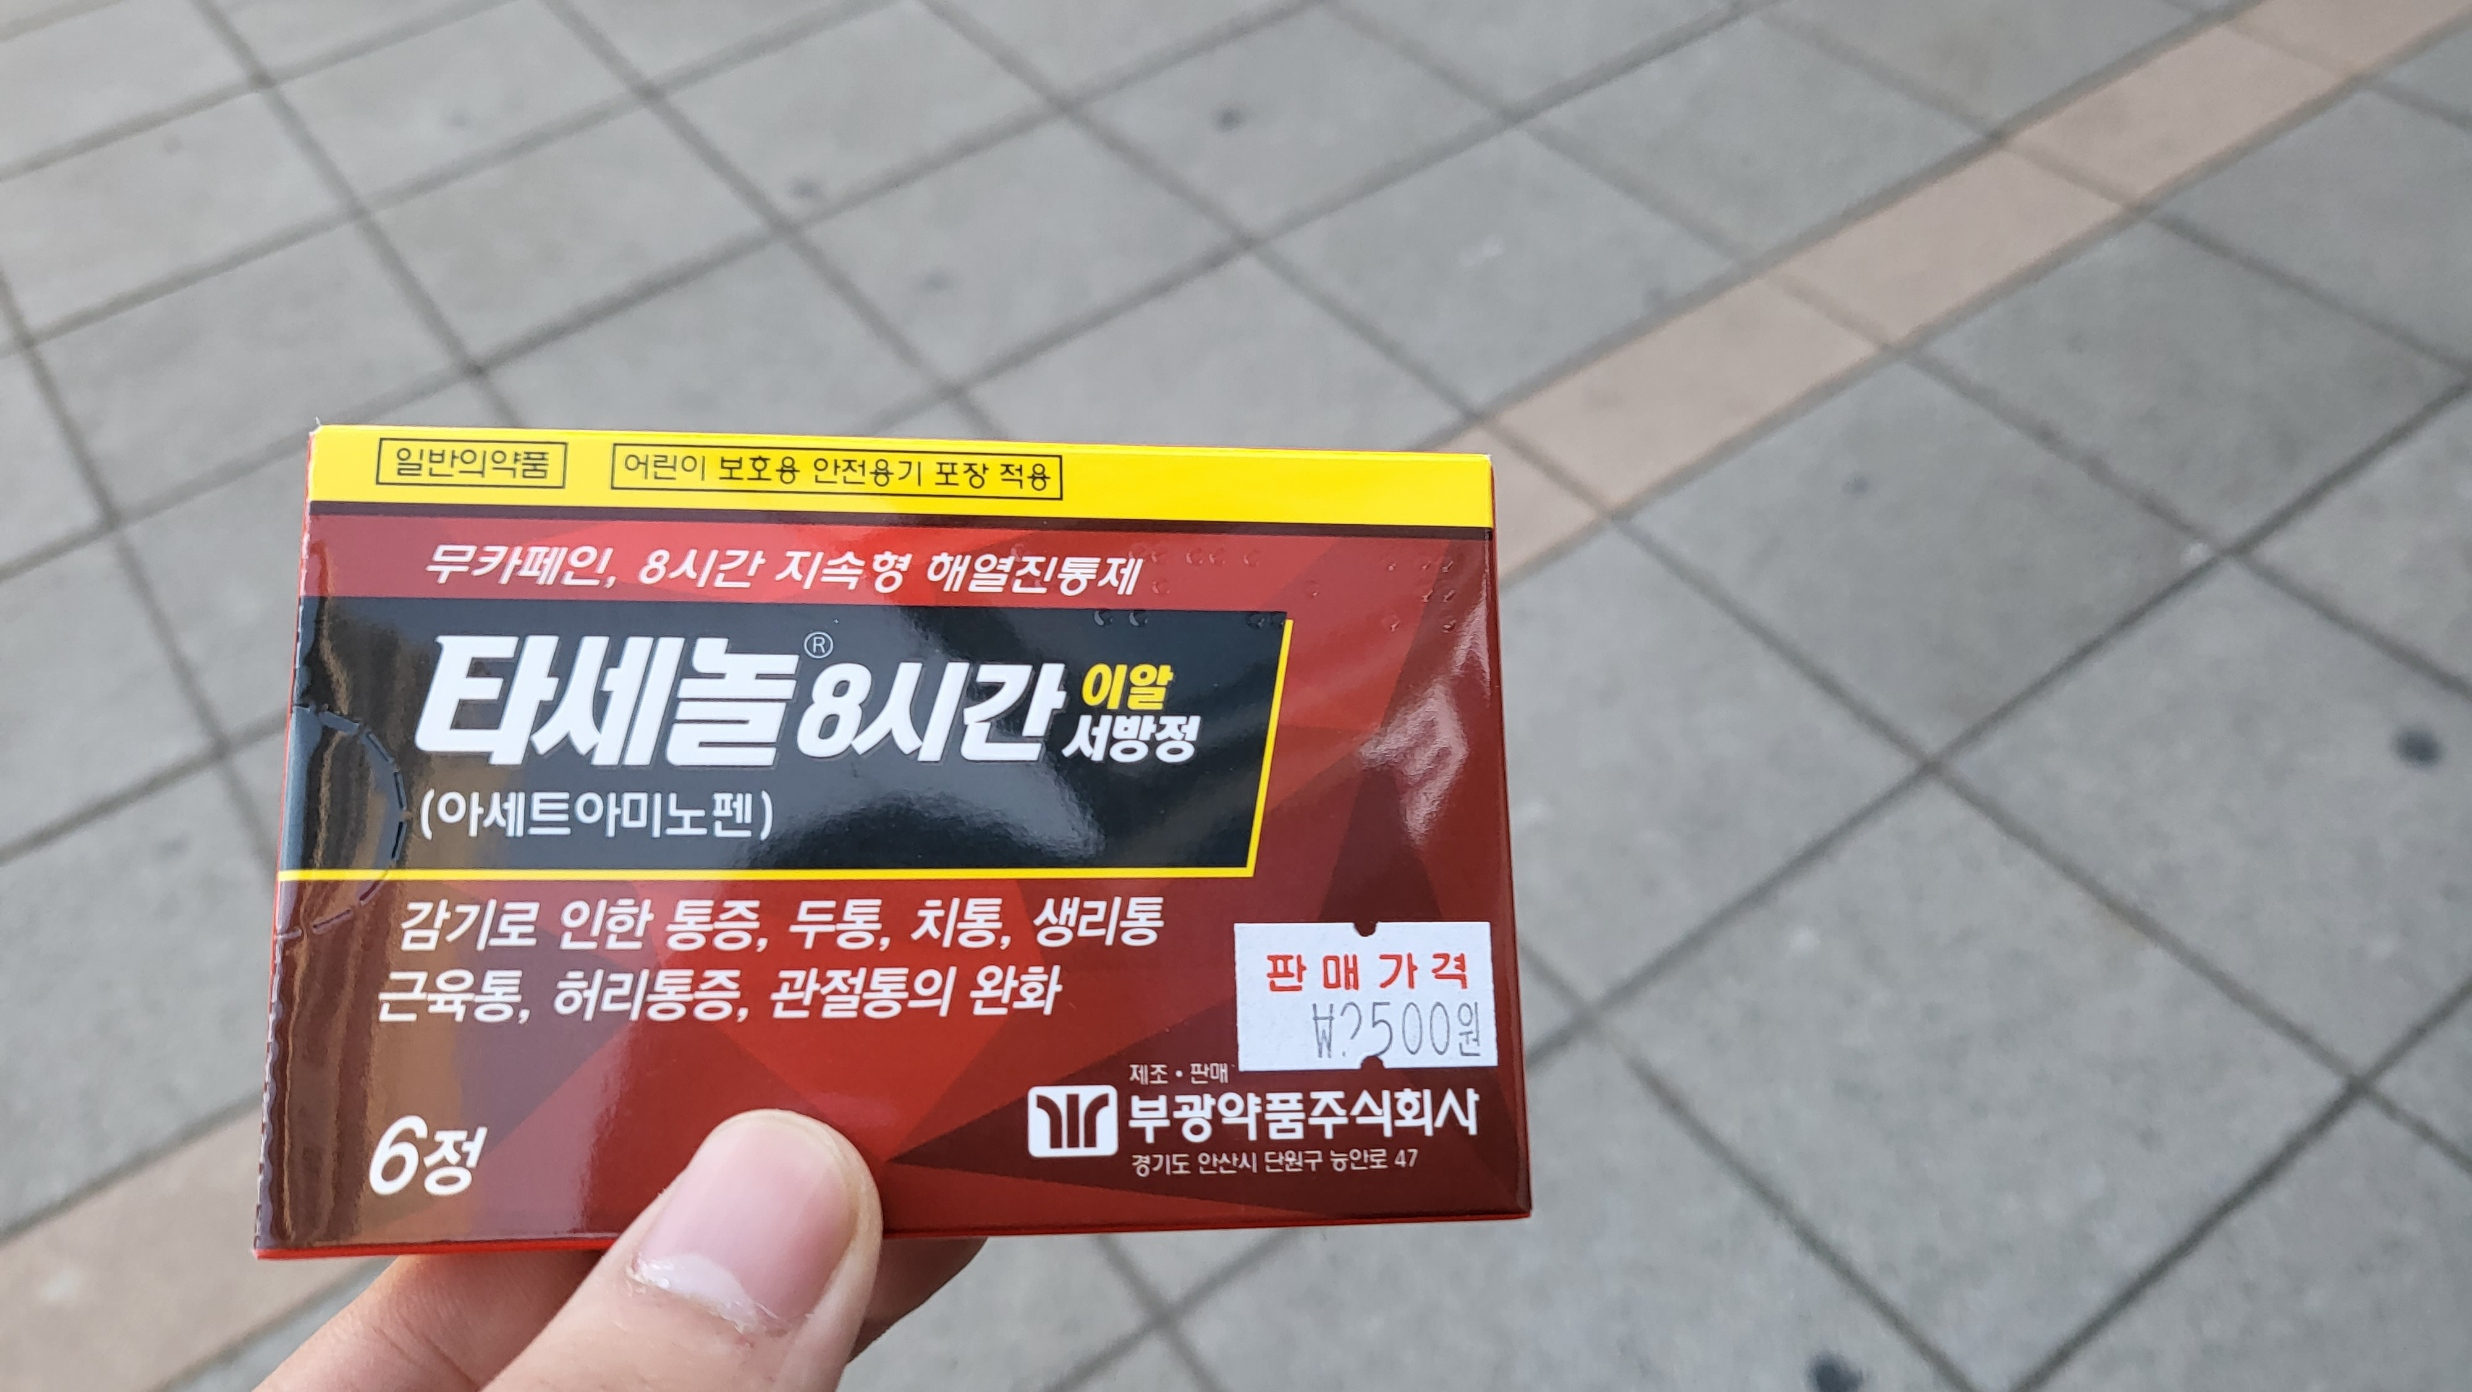 일반의약품 어린이 보호용 안전용기 포장 적용
무카페인, 8시간 지속형 해열진통제
타세놀® 8시간 이알 서방정
(아세트아미노펜)
감기로 인한 통증, 두통, 치통, 생리통
근육통, 허리통증, 관절통의 완화
판매가격
₩2500원
6정
제조·판매
부광약품주식회사
경기도 안산시 단원구 능안로 47